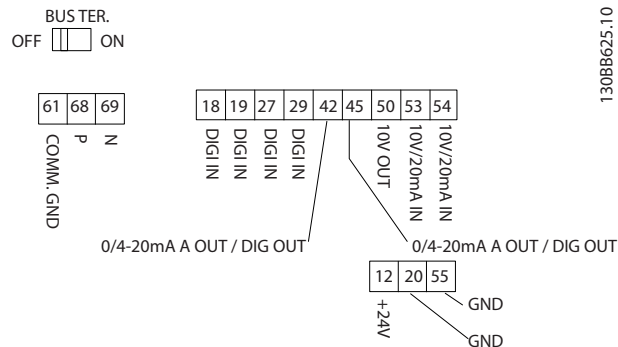 BUS TER.
OFF ON
130BB625.10
61 68 69
COMM. GND
P
N
18 19 27 29 42 45 50 53 54
DIGI IN
DIGI IN
DIGI IN
DIGI IN
10V OUT
10V/20mA IN
10V/20mA IN
0/4-20mA A OUT / DIG OUT
0/4-20mA A OUT / DIG OUT
12 20 55
+24V
GND
GND